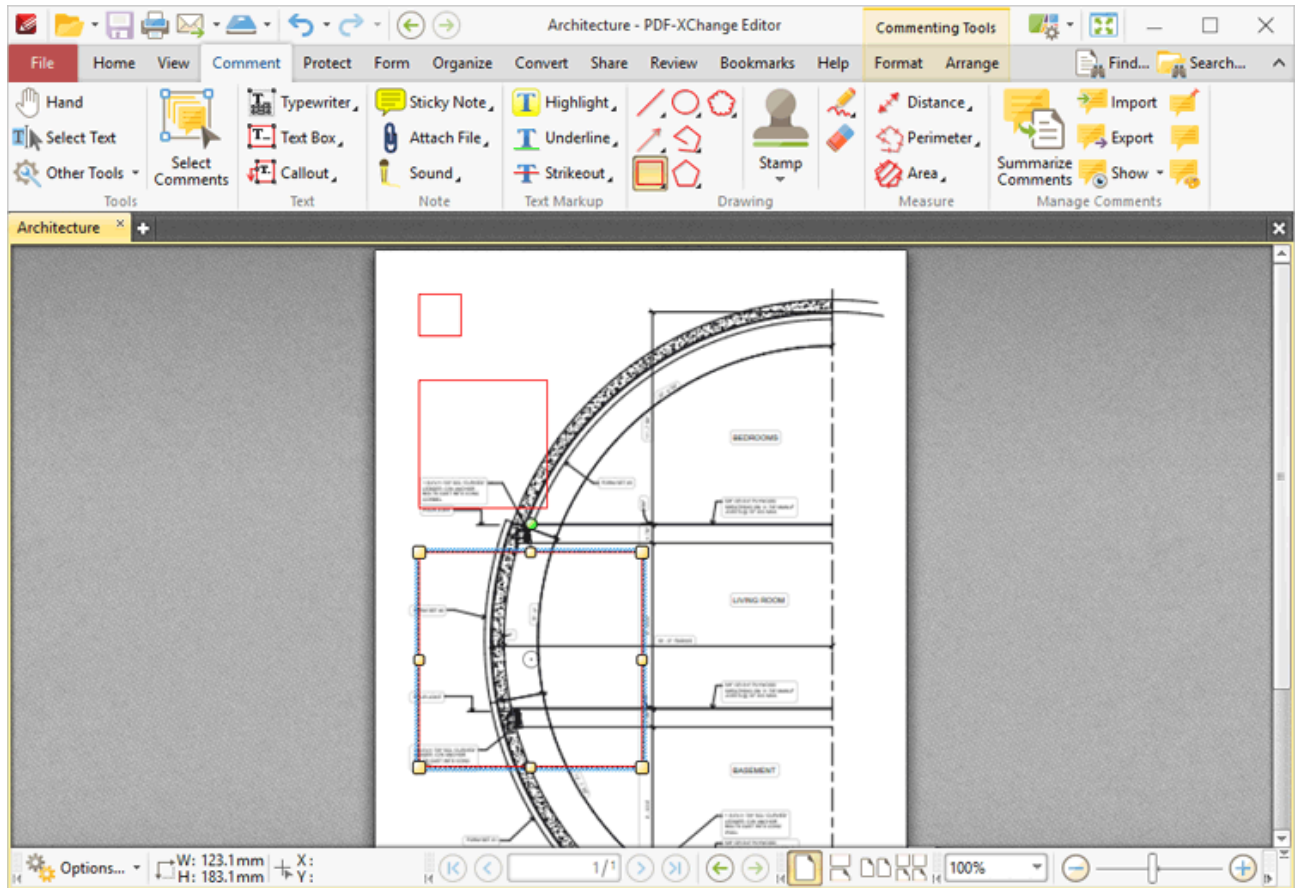 Architecture - PDF-XChange Editor
Commenting Tools
File Home View Comment Protect Form Organize Convert Share Review Bookmarks Help Format Arrange Find... Search...
Hand
Select Text
Other Tools
Tools
Select
Comments
Typewriter
Text Box
Callout
Text
Sticky Note
Attach File
Sound
Note
Highlight
Underline
Strikeout
Text Markup
Stamp
Drawing
Distance
Perimeter
Area
Measure
Summarize
Comments
Import
Export
Show
Manage Comments
Architecture
BEDROOMS
LIVING ROOM
BASEMENT
Options...
W: 123.1mm
H: 183.1mm
X:
Y:
1/1
100%